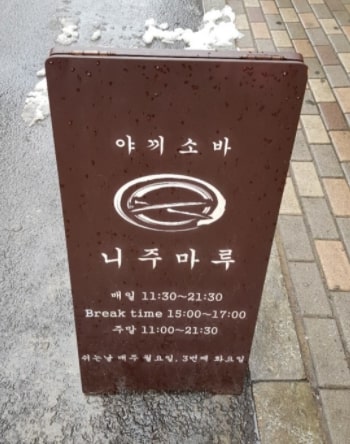 야끼소바
니주마루
매일 11:30~21:30
Break time 15:00~17:00
주말 11:00~21:30
쉬는날 매주 월요일, 3번째 화요일